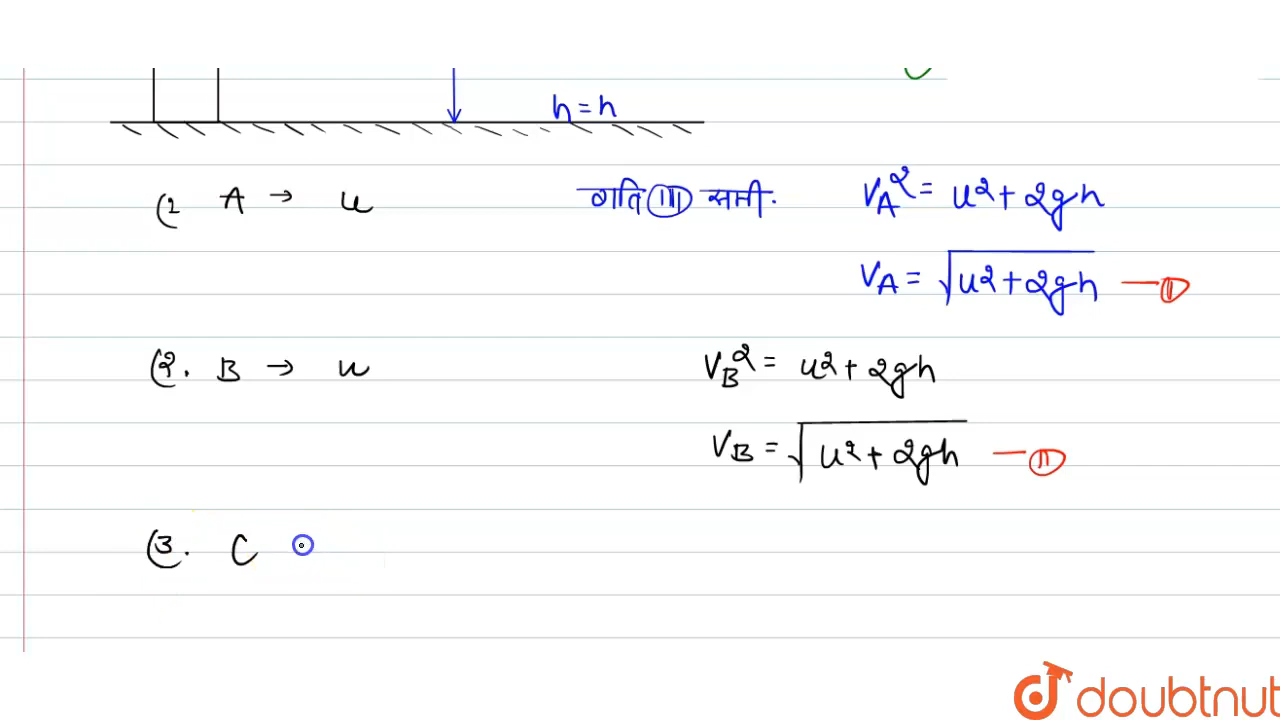 h = h
(1 A → u गति III समी. V_A² = u² + 2gh
V_A = √(u² + 2gh) — (I)
(2. B → u V_B² = u² + 2gh
V_B = √(u² + 2gh) — (II)
(3. C
doubtnut